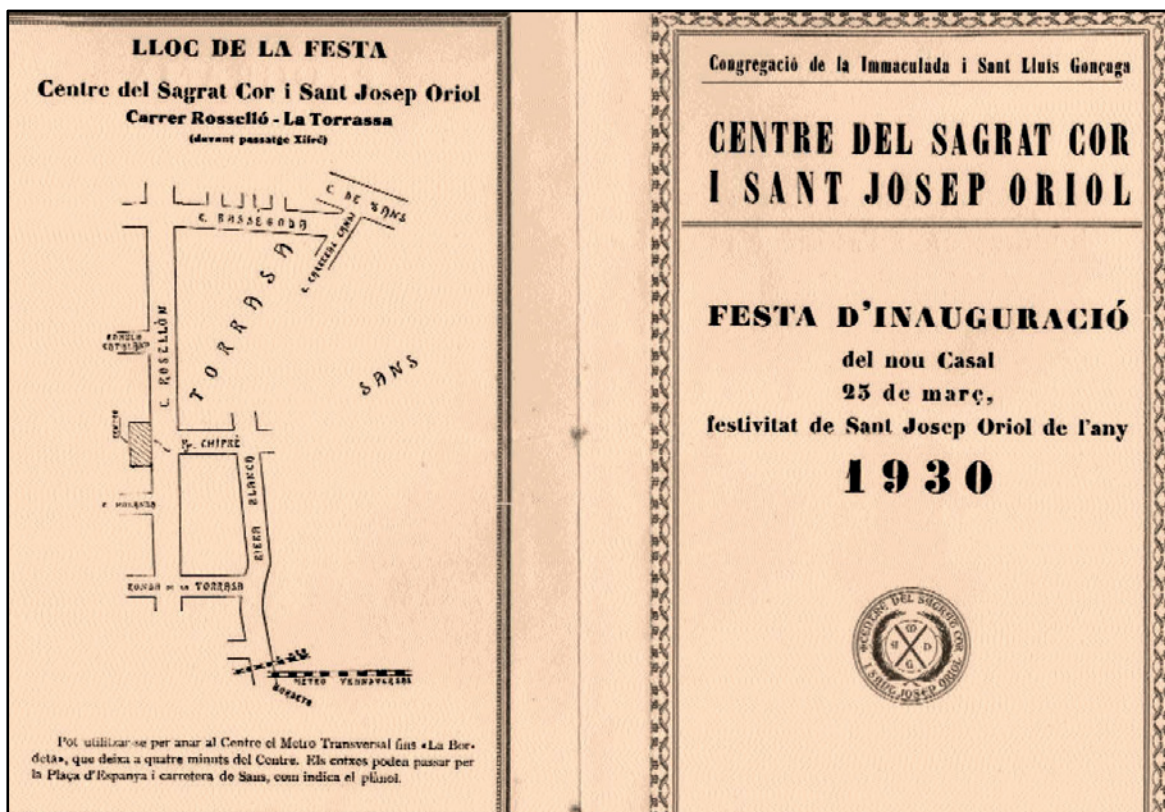 LLOC DE LA FESTA
Centre del Sagrat Cor i Sant Josep Oriol
Carrer Rosselló - La Torrassa
(davant passatge Xifré)
C. DE SANS
C. BASSEGODA
C. CARRERAS CANDI
TORRASA
SANS
C. ROSELLÓN
CENTRE
CHIFRÉ
RIERA BLANCA
RONDA DE LA TORRASA
METRO TRANSVERSAL
BORDETA
Pot utilitzar-se per anar al Centre el Metro Transversal fins «La Bor-
deta», que deixa a quatre minuts del Centre. Els cotxes poden passar per
la Plaça d'Espanya i carretera de Sans, com indica el plànol.
Congregació de la Immaculada i Sant Lluís Gonçaga
CENTRE DEL SAGRAT COR
I SANT JOSEP ORIOL
FESTA D'INAUGURACIÓ
del nou Casal
23 de març,
festivitat de Sant Josep Oriol de l'any
1930
CENTRE DEL SAGRAT COR
I SANT JOSEP ORIOL